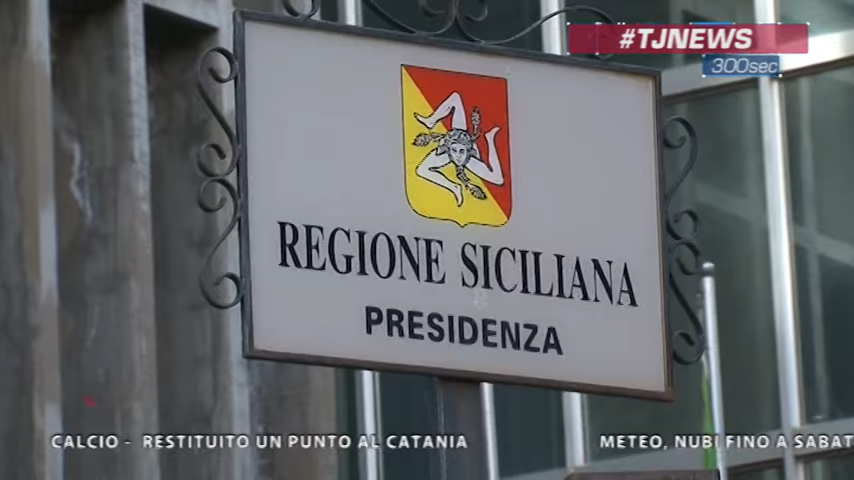 #TJNEWS
300sec
REGIONE SICILIANA
PRESIDENZA
CALCIO - RESTITUITO UN PUNTO AL CATANIA
METEO, NUBI FINO A SABAT